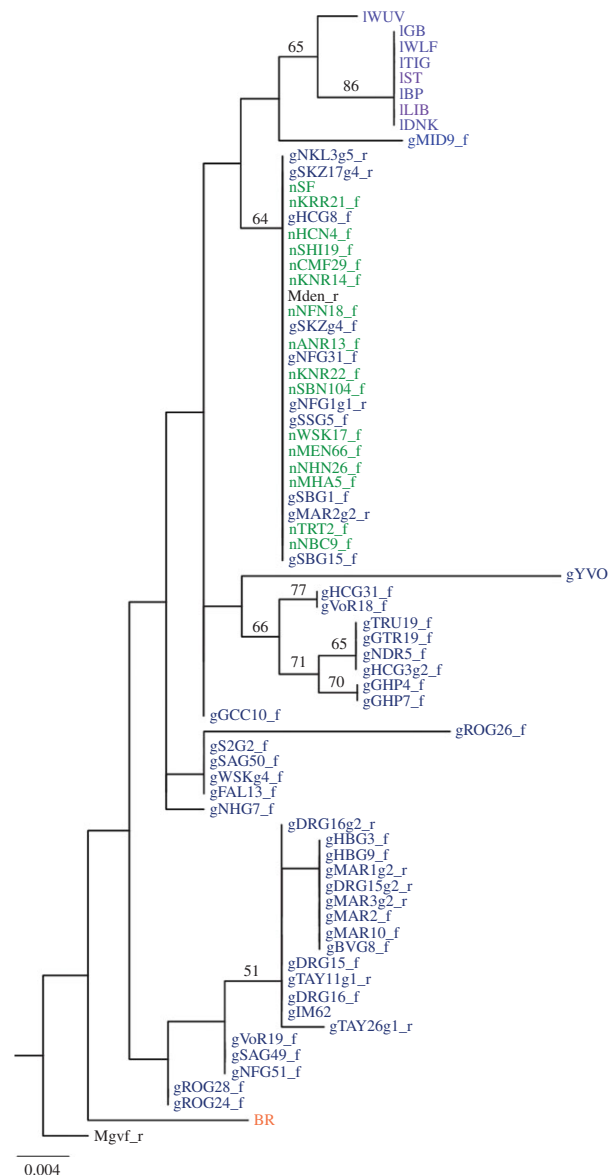 lWUV
65
lGB
lWLF
lTIG
lST
86
lBP
lLIB
lDNK
gMID9_f
gNKL3g5_r
gSKZ17g4_r
nSF
nKRR21_f
64
gHCG8_f
nHCN4_f
nSHI19_f
nCMF29_f
nKNR14_f
Mden_r
nNFN18_f
gSKZg4_f
nANR13_f
gNFG31_f
nKNR22_f
nSBN104_f
gNFG1g1_r
gSSG5_f
nWSK17_f
nMEN66_f
nNHN26_f
nMHA5_f
gSBG1_f
gMAR2g2_r
nTRT2_f
nNBC9_f
gSBG15_f
gYVO
77
gHCG31_f
gVoR18_f
66
gTRU19_f
65
gGTR19_f
gNDR5_f
71
gHCG3g2_f
70
gGHP4_f
gGHP7_f
gGCC10_f
gROG26_f
gS2G2_f
gSAG50_f
gWSKg4_f
gFAL13_f
gNHG7_f
gDRG16g2_r
gHBG3_f
gHBG9_f
gMAR1g2_r
gDRG15g2_r
gMAR3g2_r
gMAR2_f
gMAR10_f
gBVG8_f
51
gDRG15_f
gTAY11g1_r
gDRG16_f
gIM62
gTAY26g1_r
gVoR19_f
gSAG49_f
gNFG51_f
gROG28_f
gROG24_f
BR
Mgvf_r
0.004